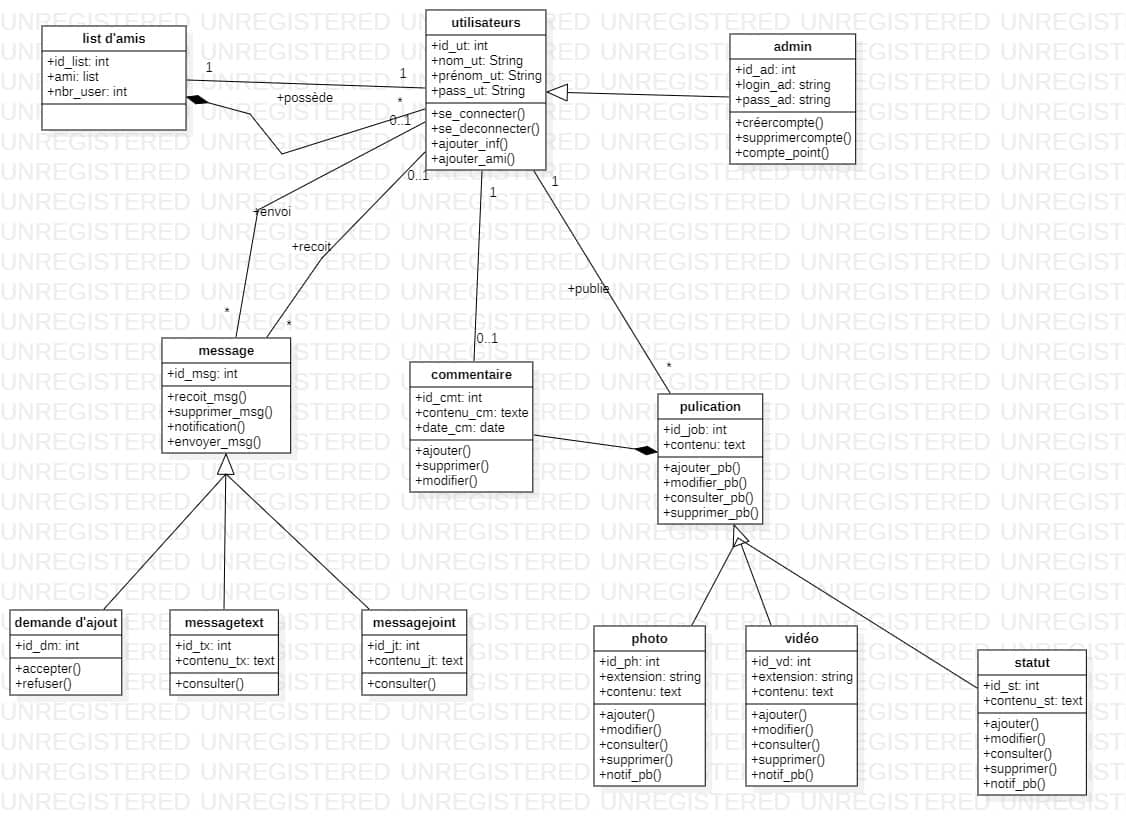 list d'amis
+id_list: int
+ami: list
+nbr_user: int
utilisateurs
+id_ut: int
+nom_ut: String
+prénom_ut: String
+pass_ut: String
+se_connecter()
+se_deconnecter()
+ajouter_inf()
+ajouter_ami()
admin
+id_ad: int
+login_ad: string
+pass_ad: string
+créercompte()
+supprimercompte()
+compte_point()
1
1
+possède
*
0..1
0..1
+envoi
+recoit
*
*
1
0..1
1
+publie
*
message
+id_msg: int
+recoit_msg()
+supprimer_msg()
+notification()
+envoyer_msg()
commentaire
+id_cmt: int
+contenu_cm: texte
+date_cm: date
+ajouter()
+supprimer()
+modifier()
pulication
+id_job: int
+contenu: text
+ajouter_pb()
+modifier_pb()
+consulter_pb()
+supprimer_pb()
demande d'ajout
+id_dm: int
+accepter()
+refuser()
messagetext
+id_tx: int
+contenu_tx: text
+consulter()
messagejoint
+id_jt: int
+contenu_jt: text
+consulter()
photo
+id_ph: int
+extension: string
+contenu: text
+ajouter()
+modifier()
+consulter()
+supprimer()
+notif_pb()
vidéo
+id_vd: int
+extension: string
+contenu: text
+ajouter()
+modifier()
+consulter()
+supprimer()
+notif_pb()
statut
+id_st: int
+contenu_st: text
+ajouter()
+modifier()
+consulter()
+supprimer()
+notif_pb()
UNREGISTERED